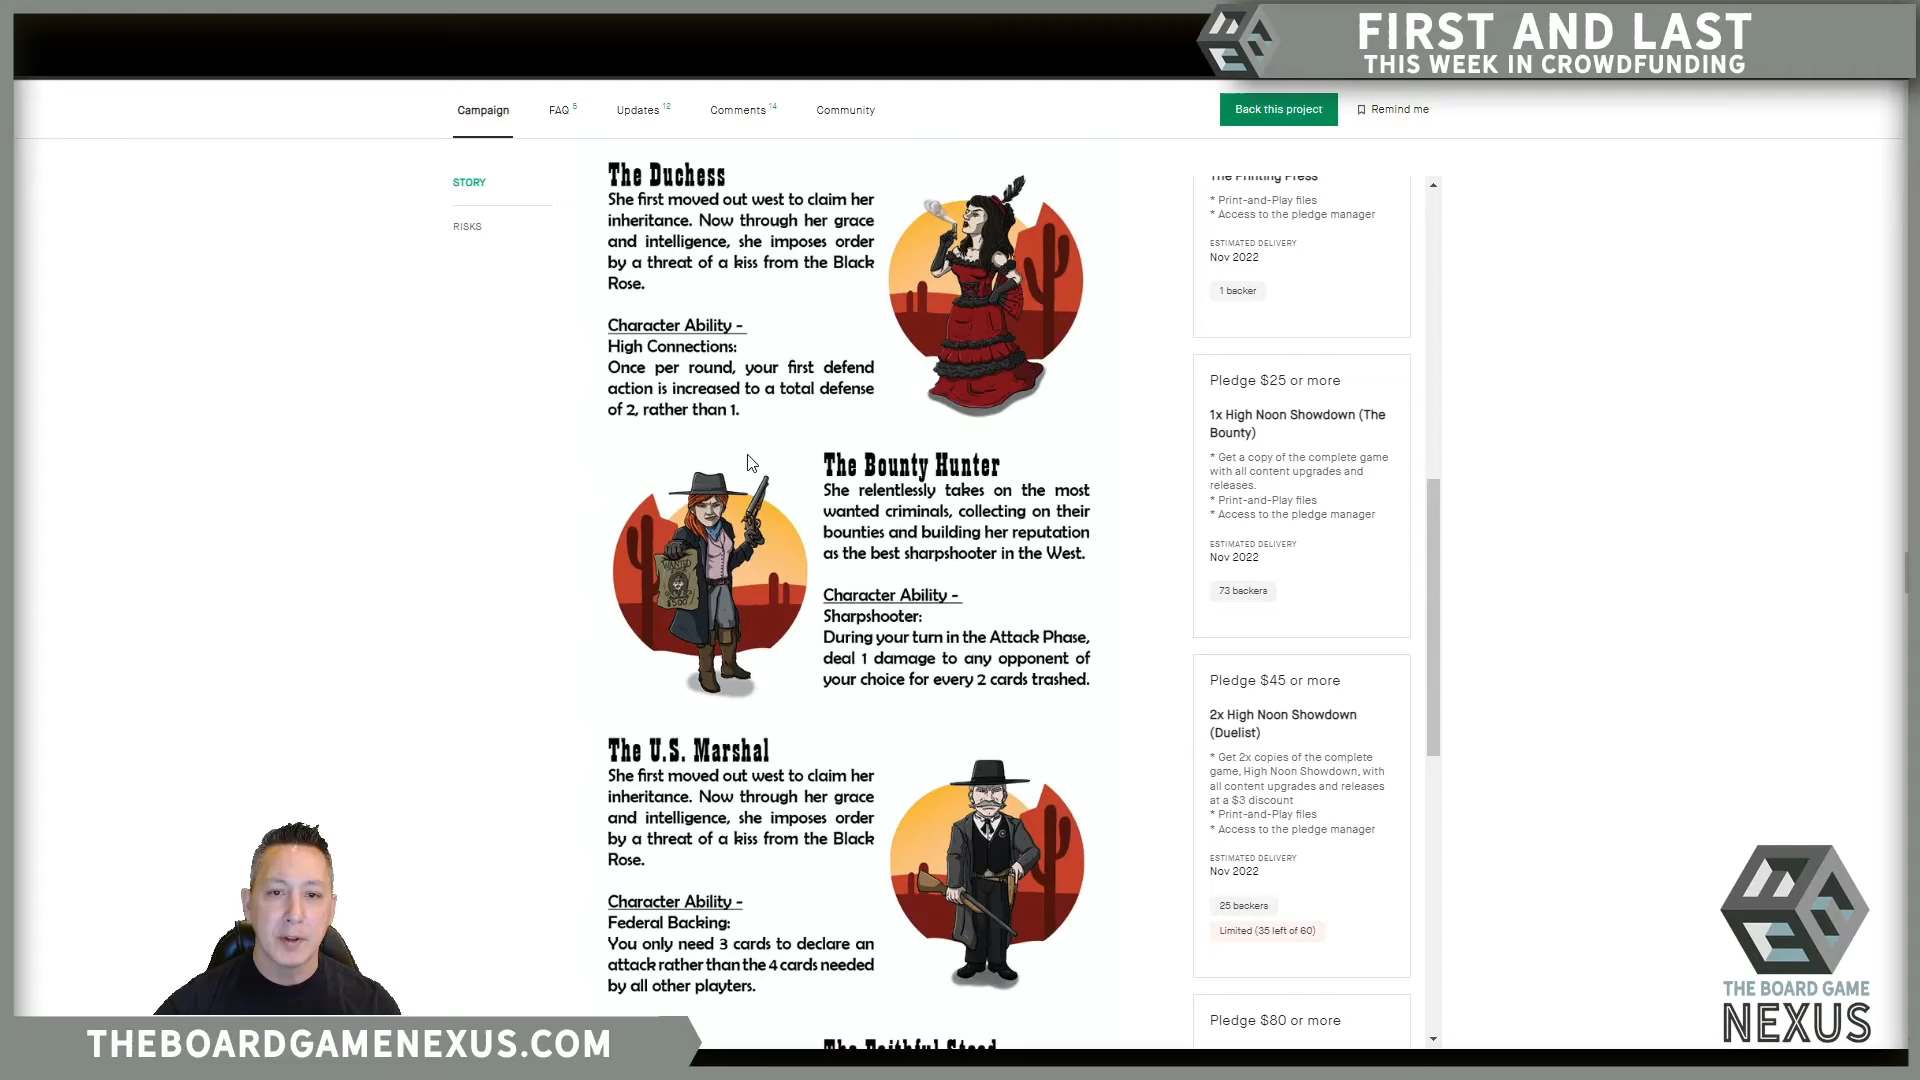 FIRST AND LAST
THIS WEEK IN CROWDFUNDING
Campaign
FAQ 5
Updates 12
Comments 14
Community
Back this project
Remind me
STORY
RISKS
The Duchess
She first moved out west to claim her
inheritance. Now through her grace
and intelligence, she imposes order
by a threat of a kiss from the Black
Rose.
Character Ability -
High Connections:
Once per round, your first defend
action is increased to a total defense
of 2, rather than 1.
The Bounty Hunter
She relentlessly takes on the most
wanted criminals, collecting on their
bounties and building her reputation
as the best sharpshooter in the West.
Character Ability -
Sharpshooter:
During your turn in the Attack Phase,
deal 1 damage to any opponent of
your choice for every 2 cards trashed.
WANTED
$500
The U.S. Marshal
She first moved out west to claim her
inheritance. Now through her grace
and intelligence, she imposes order
by a threat of a kiss from the Black
Rose.
Character Ability -
Federal Backing:
You only need 3 cards to declare an
attack rather than the 4 cards needed
by all other playters.
The Faithful Steed
The Printing Press
* Print-and-Play files
* Access to the pledge manager
ESTIMATED DELIVERY
Nov 2022
1 backer
Pledge $25 or more
1x High Noon Showdown (The
Bounty)
* Get a copy of the complete game
with all content upgrades and
releases.
* Print-and-Play files
* Access to the pledge manager
ESTIMATED DELIVERY
Nov 2022
73 backers
Pledge $45 or more
2x High Noon Showdown
(Duelist)
* Get 2x copies of the complete
game, High Noon Showdown, with
all content upgrades and releases
at a $3 discount
* Print-and-Play files
* Access to the pledge manager
ESTIMATED DELIVERY
Nov 2022
25 backers
Limited (35 left of 60)
Pledge $80 or more
THE BOARD GAME
NEXUS
THEBOARDGAMENEXUS.COM